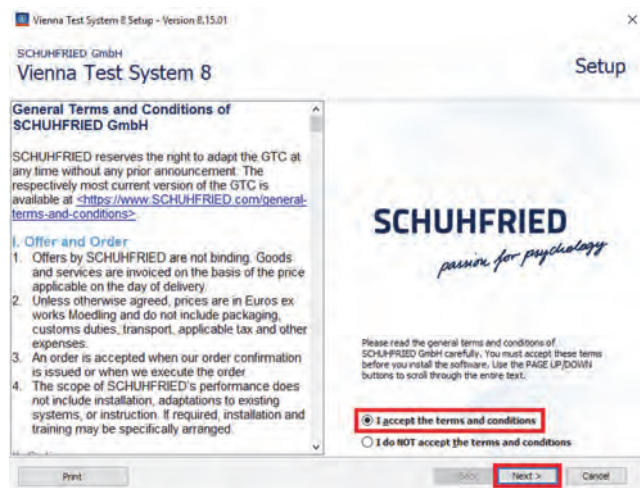 Vienna Test System 8 Setup - Version 8.15.01
SCHUHFRIED GmbH
Vienna Test System 8
Setup
General Terms and Conditions of
SCHUHFRIED GmbH
SCHUHFRIED reserves the right to adapt the GTC at
any time without any prior announcement. The
respectively most current version of the GTC is
available at <https://www.SCHUHFRIED.com/general-
terms-and-conditions>.
I. Offer and Order
1. Offers by SCHUHFRIED are not binding. Goods
and services are invoiced on the basis of the price
applicable on the day of delivery.
2. Unless otherwise agreed, prices are in Euros ex
works Moedling and do not include packaging,
customs duties, transport, applicable tax and other
expenses.
3. An order is accepted when our order confirmation
is issued or when we execute the order.
4. The scope of SCHUHFRIED's performance does
not include installation, adaptations to existing
systems, or instruction. If required, installation and
training may be specifically arranged.
SCHUHFRIED
passion for psychology
Please read the general terms and conditions of
SCHUHFRIED GmbH carefully. You must accept these terms
before you install the software. Use the PAGE UP/DOWN
buttons to scroll through the entire text.
I accept the terms and conditions
I do NOT accept the terms and conditions
Print
Next >
Cancel